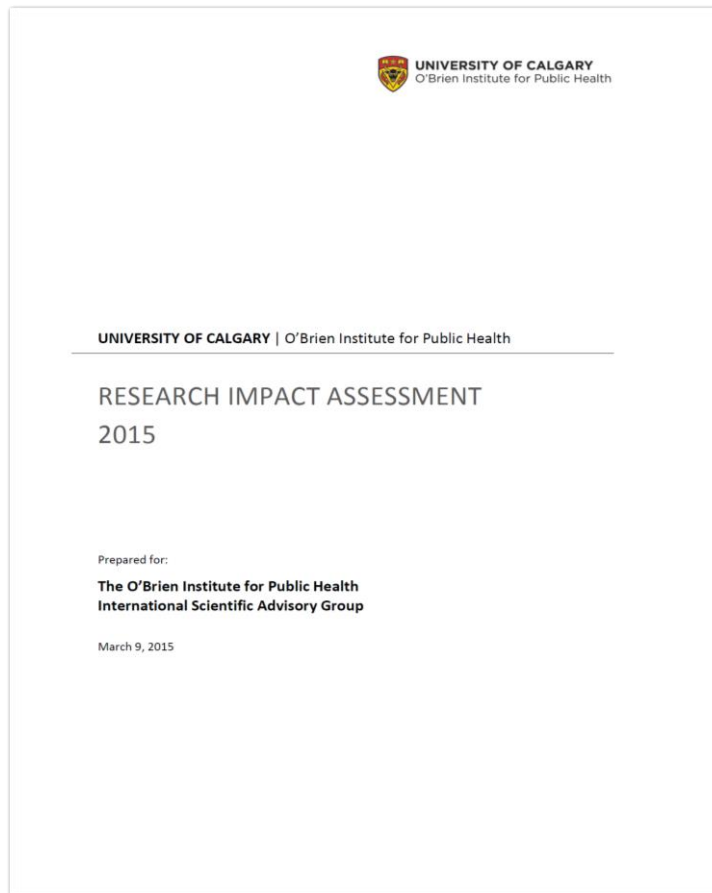 UNIVERSITY OF CALGARY
O'Brien Institute for Public Health
UNIVERSITY OF CALGARY | O'Brien Institute for Public Health
RESEARCH IMPACT ASSESSMENT
2015
Prepared for:
The O'Brien Institute for Public Health
International Scientific Advisory Group
March 9, 2015